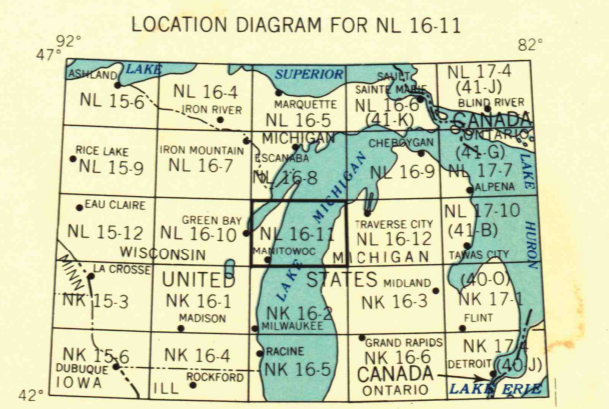 LOCATION DIAGRAM FOR NL 16-11
92°
47°
82°
ASHLAND
LAKE
SUPERIOR
SAULT
SAINTE MARIE
NL 17-4
(41-J)
BLIND RIVER
NL 15-6
NL 16-4
IRON RIVER
MARQUETTE
NL 16-5
NL 16-6
(41-K)
CANADA
ONTARIO
(41-G)
RICE LAKE
NL 15-9
IRON MOUNTAIN
NL 16-7
MICHIGAN
ESCANABA
NL 16-8
CHEBOYGAN
NL 16-9
NL 17-7
ALPENA
LAKE
HURON
EAU CLAIRE
NL 15-12
GREEN BAY
NL 16-10
WISCONSIN
NL 16-11
MANITOWOC
LAKE MICHIGAN
TRAVERSE CITY
NL 16-12
MICHIGAN
NL 17-10
(41-B)
TAWAS CITY
MINN
LA CROSSE
NK 15-3
UNITED STATES
NK 16-1
MADISON
NK 16-2
MILWAUKEE
MIDLAND
NK 16-3
(40-O)
NK 17-1
FLINT
NK 15-6
DUBUQUE
IOWA
NK 16-4
ROCKFORD
ILL
RACINE
NK 16-5
GRAND RAPIDS
NK 16-6
CANADA
ONTARIO
NK 17-4
DETROIT
(40-J)
LAKE ERIE
42°